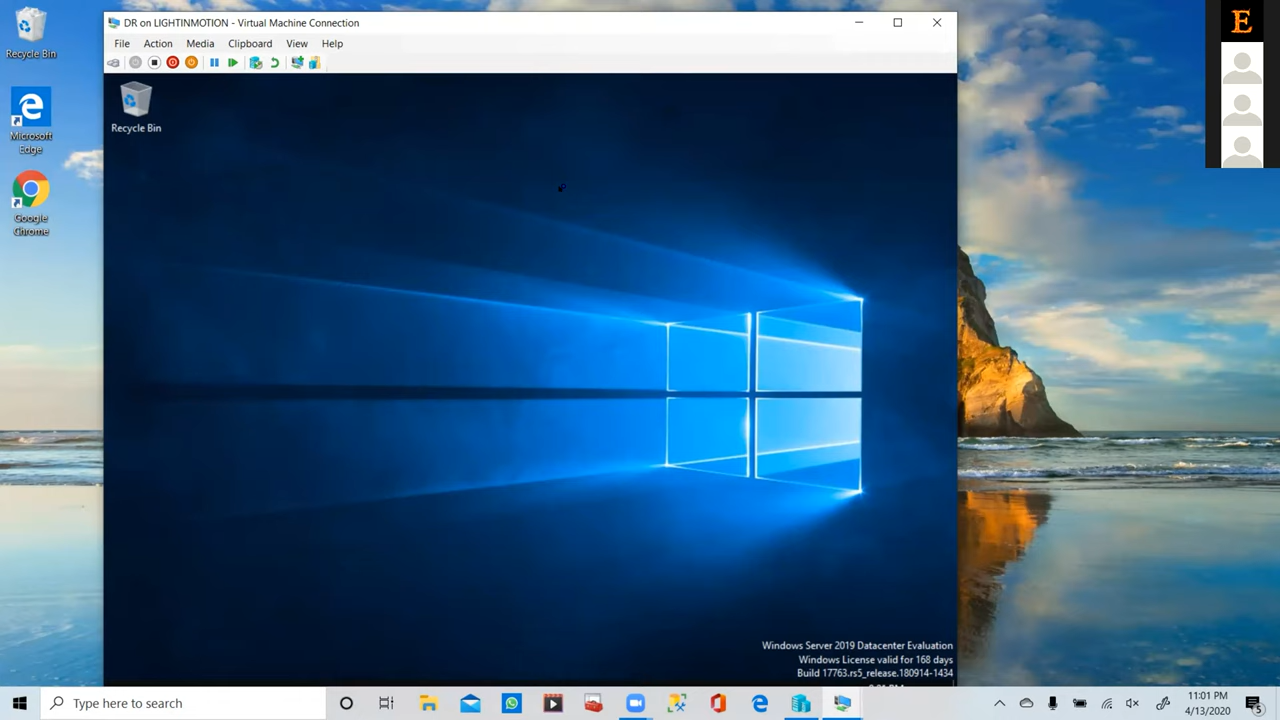 Recycle Bin
Microsoft
Edge
Google
Chrome
DR on LIGHTINMOTION - Virtual Machine Connection
File Action Media Clipboard View Help
Recycle Bin
Windows Server 2019 Datacenter Evaluation
Windows License valid for 168 days
Build 17763.rs5_release.180914-1434
E
Type here to search
11:01 PM
4/13/2020
5